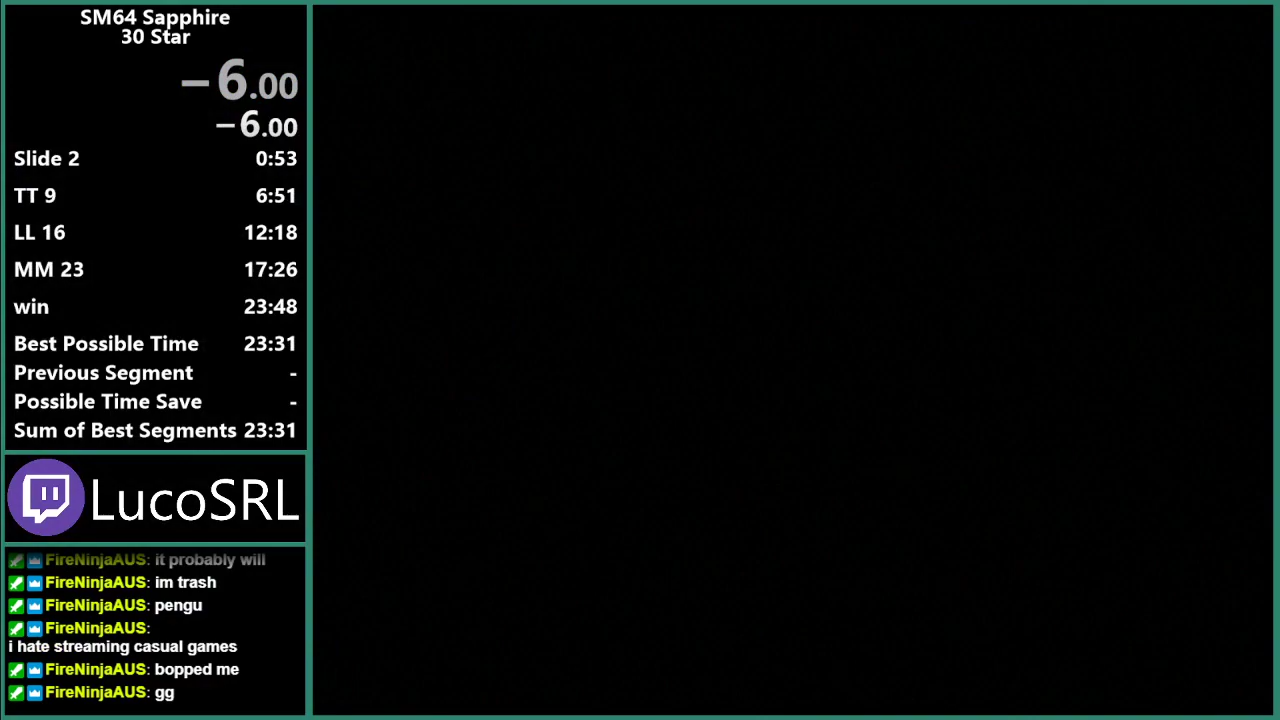 SM64 Sapphire
30 Star
−6.00
−6.00
Slide 2 0:53
TT 9 6:51
LL 16 12:18
MM 23 17:26
win 23:48
Best Possible Time 23:31
Previous Segment -
Possible Time Save -
Sum of Best Segments 23:31
LucoSRL
FireNinjaAUS: it probably will
FireNinjaAUS: im trash
FireNinjaAUS: pengu
FireNinjaAUS:
i hate streaming casual games
FireNinjaAUS: bopped me
FireNinjaAUS: gg